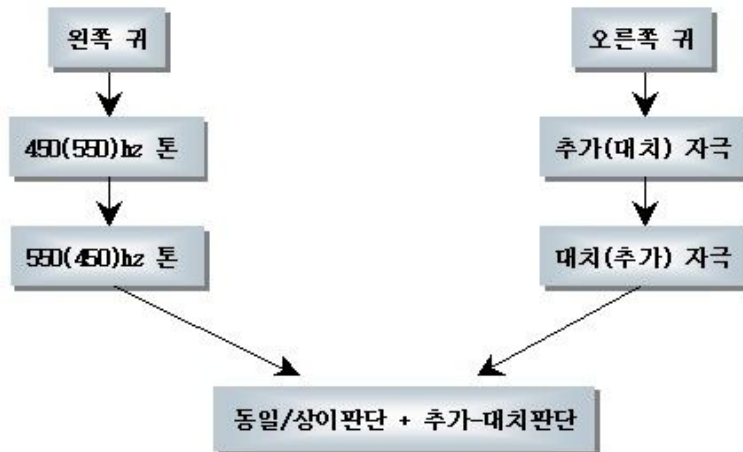 왼쪽 귀
오른쪽 귀
450(550)hz 톤
추가(대치) 자극
550(450)hz 톤
대치(추가) 자극
동일/상이판단 + 추가-대치판단